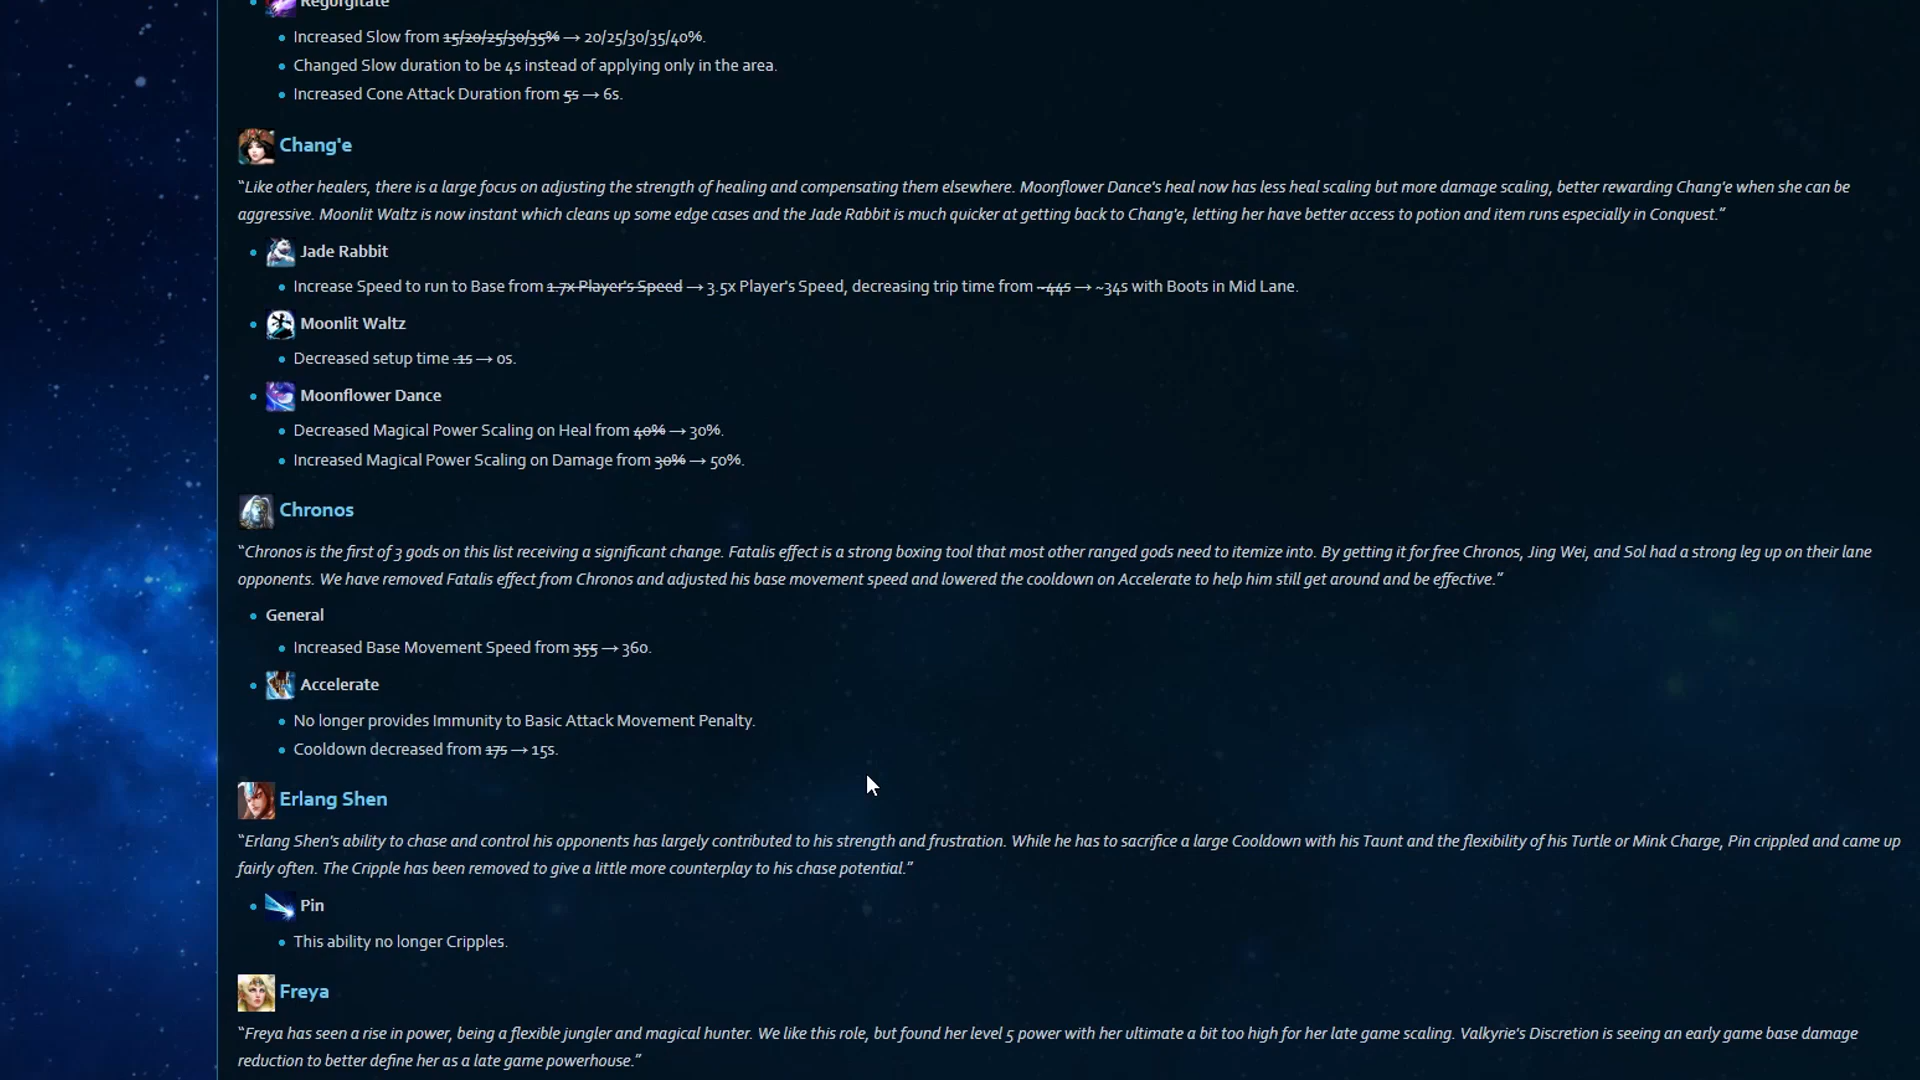 Regorgitate
Increased Slow from 15/20/25/30/35% → 20/25/30/35/40%.
Changed Slow duration to be 4s instead of applying only in the area.
Increased Cone Attack Duration from 5s → 6s.
Chang'e
“Like other healers, there is a large focus on adjusting the strength of healing and compensating them elsewhere. Moonflower Dance's heal now has less heal scaling but more damage scaling, better rewarding Chang'e when she can be
aggressive. Moonlit Waltz is now instant which cleans up some edge cases and the Jade Rabbit is much quicker at getting back to Chang'e, letting her have better access to potion and item runs especially in Conquest.”
Jade Rabbit
Increase Speed to run to Base from 1.7x Player's Speed → 3.5x Player's Speed, decreasing trip time from ~44s → ~34s with Boots in Mid Lane.
Moonlit Waltz
Decreased setup time .1s → 0s.
Moonflower Dance
Decreased Magical Power Scaling on Heal from 40% → 30%.
Increased Magical Power Scaling on Damage from 30% → 50%.
Chronos
“Chronos is the first of 3 gods on this list receiving a significant change. Fatalis effect is a strong boxing tool that most other ranged gods need to itemize into. By getting it for free Chronos, Jing Wei, and Sol had a strong leg up on their lane
opponents. We have removed Fatalis effect from Chronos and adjusted his base movement speed and lowered the cooldown on Accelerate to help him still get around and be effective.”
General
Increased Base Movement Speed from 355 → 360.
Accelerate
No longer provides Immunity to Basic Attack Movement Penalty.
Cooldown decreased from 17s → 15s.
Erlang Shen
“Erlang Shen's ability to chase and control his opponents has largely contributed to his strength and frustration. While he has to sacrifice a large Cooldown with his Taunt and the flexibility of his Turtle or Mink Charge, Pin crippled and came up
fairly often. The Cripple has been removed to give a little more counterplay to his chase potential.”
Pin
This ability no longer Cripples.
Freya
“Freya has seen a rise in power, being a flexible jungler and magical hunter. We like this role, but found her level 5 power with her ultimate a bit too high for her late game scaling. Valkyrie's Discretion is seeing an early game base damage
reduction to better define her as a late game powerhouse.”